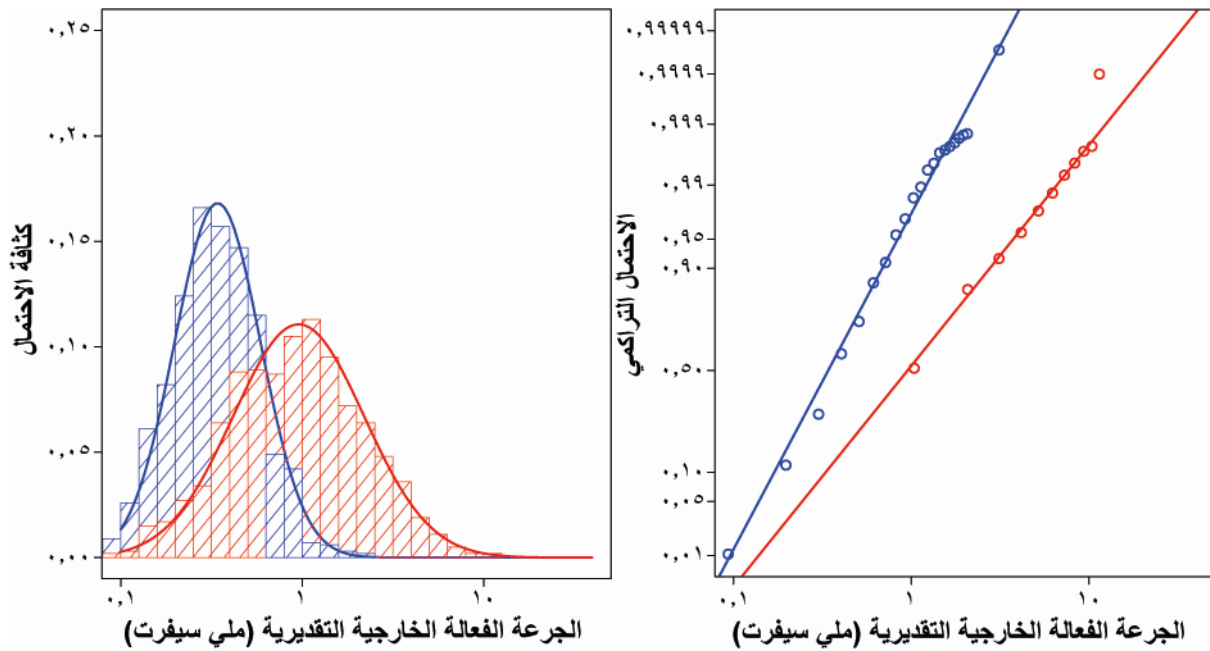 كثافة الاحتمال
٠,٢٥
٠,٢٠
٠,١٥
٠,١٠
٠,٠٥
٠,٠٠
٠,١ ١ ١٠
الجرعة الفعالة الخارجية التقديرية (ملي سيفرت)
الاحتمال التراكمي
٠,٩٩٩٩٩
٠,٩٩٩٩
٠,٩٩٩
٠,٩٩
٠,٩٥
٠,٩٠
٠,٥٠
٠,١٠
٠,٠٥
٠,٠١
٠,١ ١ ١٠
الجرعة الفعالة الخارجية التقديرية (ملي سيفرت)